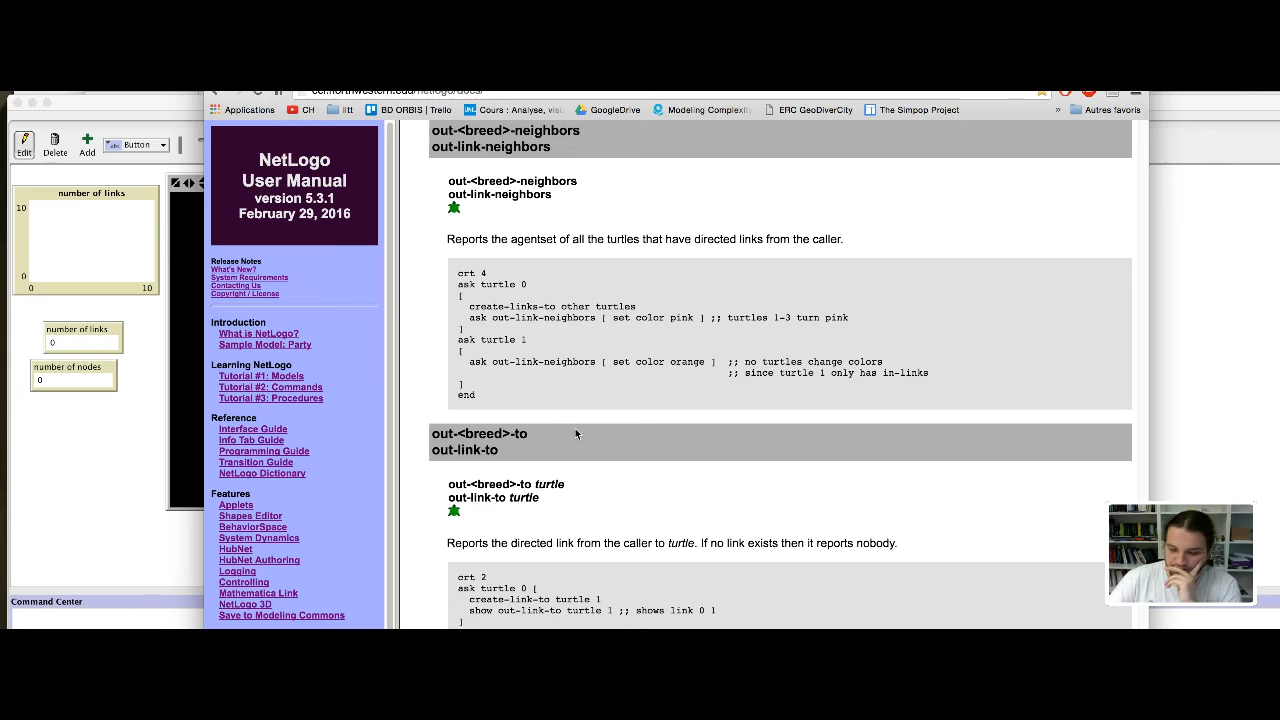 Applications
CH
litt
BD ORBIS | Trello
Cours : Analyse, visu
GoogleDrive
Modeling Complexity
ERC GeoDiverCity
The Simpop Project
»
Autres favoris
Edit
Delete
Add
abc Button
number of links
10
0
10
number of links
0
number of nodes
0
Command Center
NetLogo
User Manual
version 5.3.1
February 29, 2016
Release Notes
What's New?
System Requirements
Contacting Us
Copyright / License
Introduction
What is NetLogo?
Sample Model: Party
Learning NetLogo
Tutorial #1: Models
Tutorial #2: Commands
Tutorial #3: Procedures
Reference
Interface Guide
Info Tab Guide
Programming Guide
Transition Guide
NetLogo Dictionary
Features
Applets
Shapes Editor
BehaviorSpace
System Dynamics
HubNet
HubNet Authoring
Logging
Controlling
Mathematica Link
NetLogo 3D
Save to Modeling Commons
out-<breed>-neighbors
out-link-neighbors
out-<breed>-neighbors
out-link-neighbors
Reports the agentset of all the turtles that have directed links from the caller.
crt 4
ask turtle 0
[
create-links-to other turtles
ask out-link-neighbors [ set color pink ] ;; turtles 1-3 turn pink
]
ask turtle 1
[
ask out-link-neighbors [ set color orange ] ;; no turtles change colors
;; since turtle 1 only has in-links
]
end
out-<breed>-to
out-link-to
out-<breed>-to turtle
out-link-to turtle
Reports the directed link from the caller to turtle. If no link exists then it reports nobody.
crt 2
ask turtle 0 [
create-link-to turtle 1
show out-link-to turtle 1 ;; shows link 0 1
]